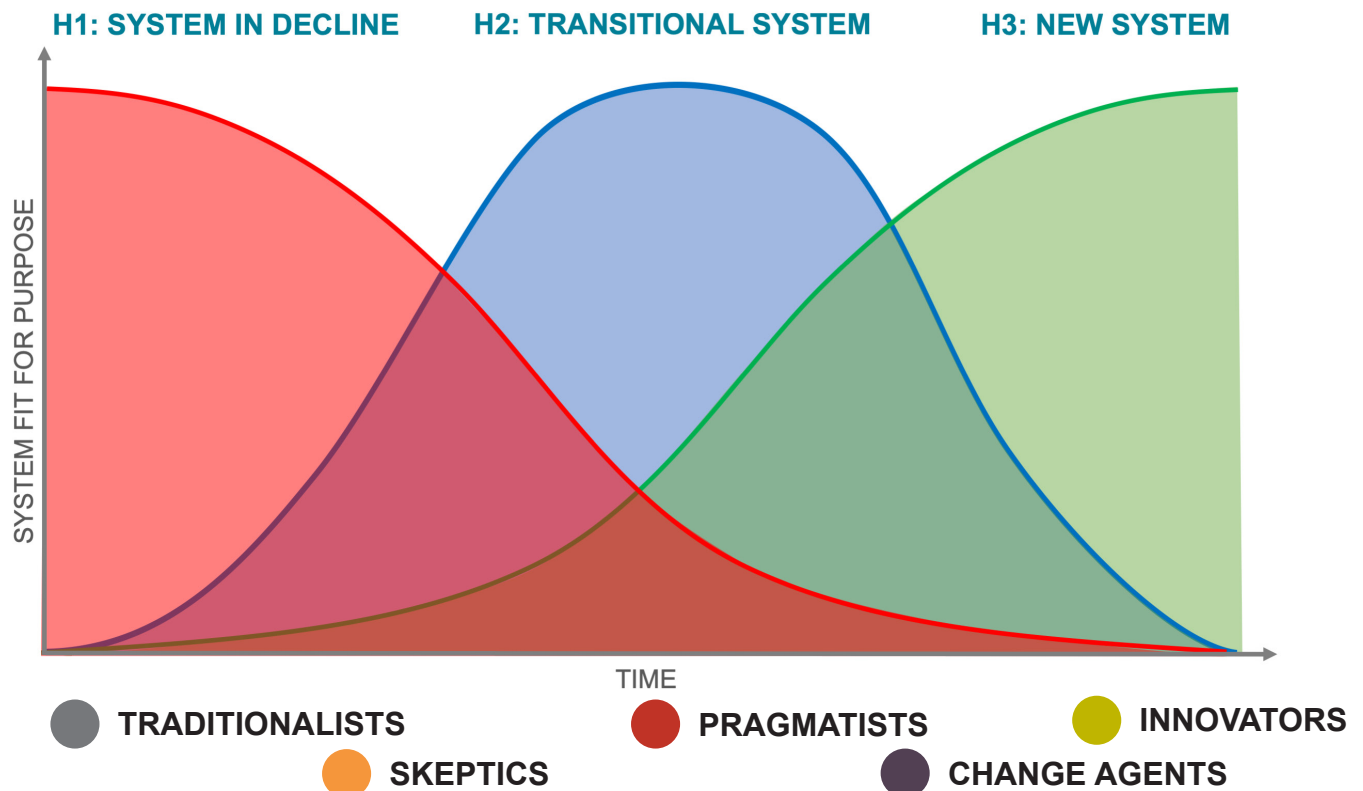 H1: SYSTEM IN DECLINE
H2: TRANSITIONAL SYSTEM
H3: NEW SYSTEM
SYSTEM FIT FOR PURPOSE
TIME
TRADITIONALISTS
PRAGMATISTS
INNOVATORS
SKEPTICS
CHANGE AGENTS